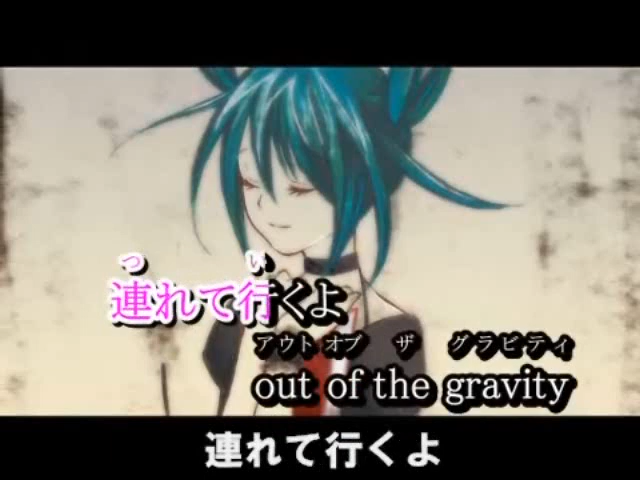 つ い
連れて行くよ
アウト オブ ザ グラビティ
out of the gravity
連れて行くよ